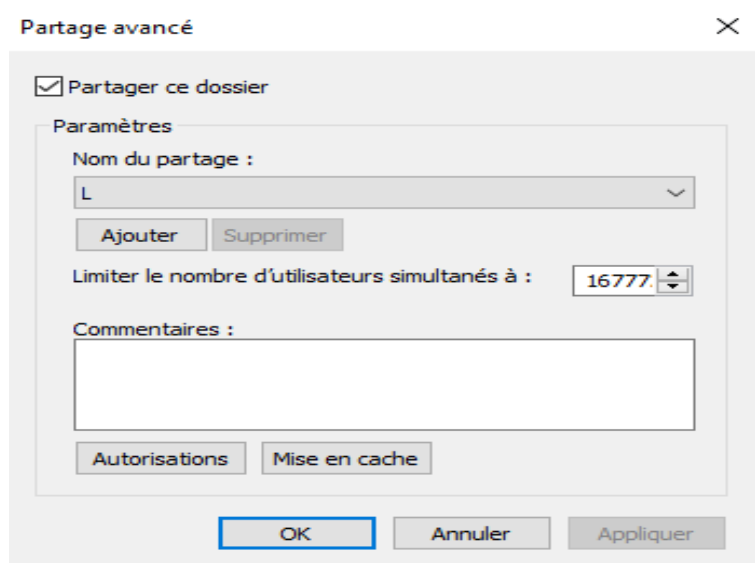 Partage avancé
Partager ce dossier
Paramètres
Nom du partage :
L
Ajouter Supprimer
Limiter le nombre d'utilisateurs simultanés à : 16777
Commentaires :
Autorisations Mise en cache
OK Annuler Appliquer